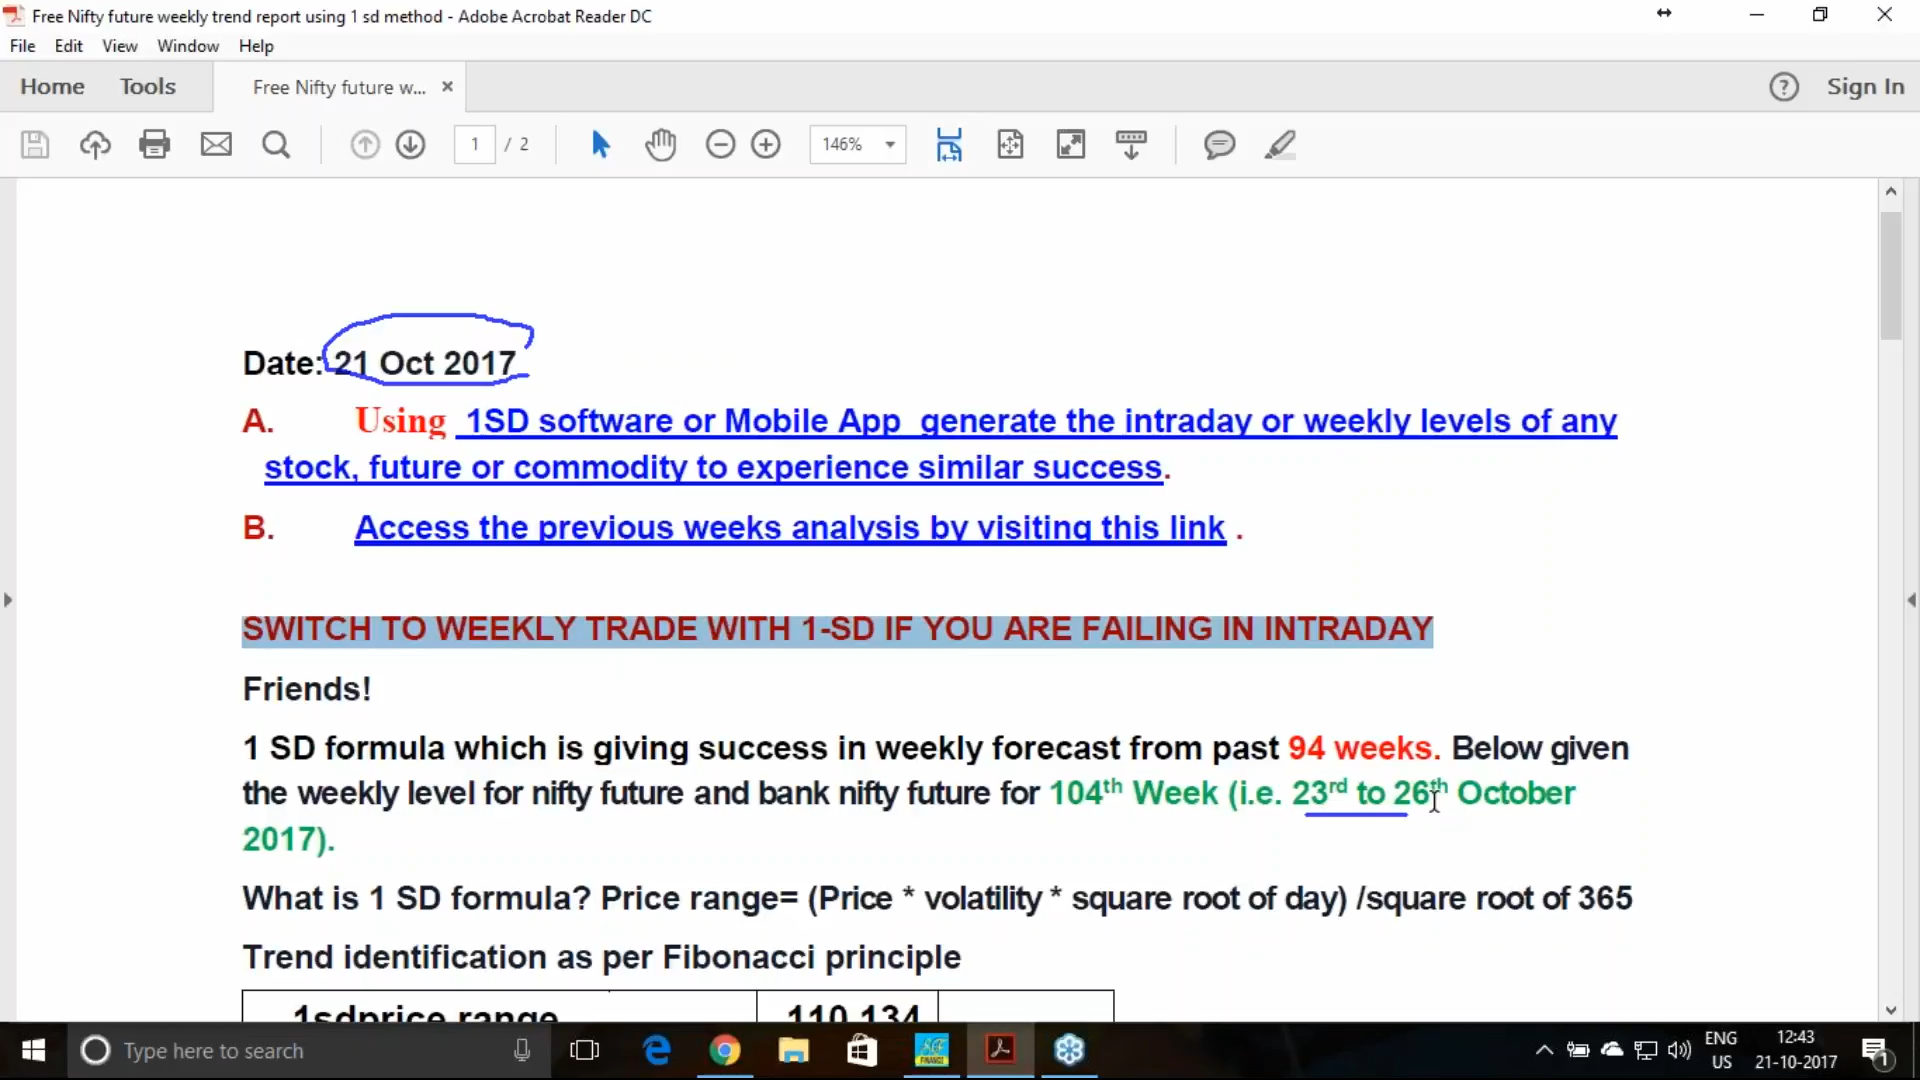 Free Nifty future weekly trend report using 1 sd method - Adobe Acrobat Reader DC
File Edit View Window Help
Home Tools Free Nifty future w... × ? Sign In
1 / 2 146%
Date: 21 Oct 2017
A. Using 1SD software or Mobile App generate the intraday or weekly levels of any
stock, future or commodity to experience similar success.
B. Access the previous weeks analysis by visiting this link .
SWITCH TO WEEKLY TRADE WITH 1-SD IF YOU ARE FAILING IN INTRADAY
Friends!
1 SD formula which is giving success in weekly forecast from past 94 weeks. Below given
the weekly level for nifty future and bank nifty future for 104th Week (i.e. 23rd to 26th October
2017).
What is 1 SD formula? Price range= (Price * volatility * square root of day) /square root of 365
Trend identification as per Fibonacci principle
1sdprice range 110.134
Type here to search
FINANCE
ENG
US
12:43
21-10-2017
1